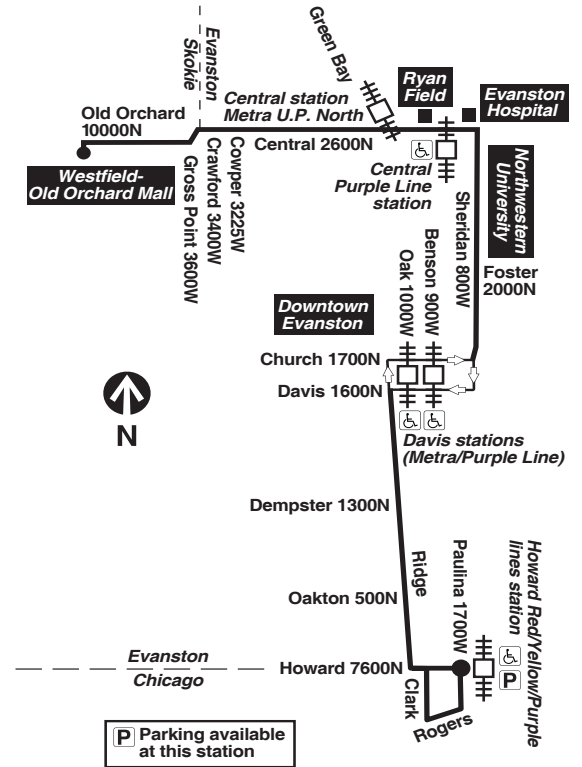 Green Bay
Evanston
Skokie
Ryan
Field
Evanston
Hospital
Old Orchard
10000N
Central station
Metra U.P. North
Central 2600N
Westfield-
Old Orchard Mall
Cowper 3225W
Crawford 3400W
Gross Point 3600W
Central
Purple Line
station
Northwestern
University
Sheridan 800W
Foster
2000N
Benson 900W
Oak 1000W
Downtown
Evanston
Church 1700N
Davis 1600N
N
Davis stations
(Metra/Purple Line)
Dempster 1300N
Ridge
Oakton 500N
Paulina 1700W
Howard Red/Yellow/Purple
lines station
P
Evanston
Chicago
Howard 7600N
Clark
Rogers
P Parking available
at this station